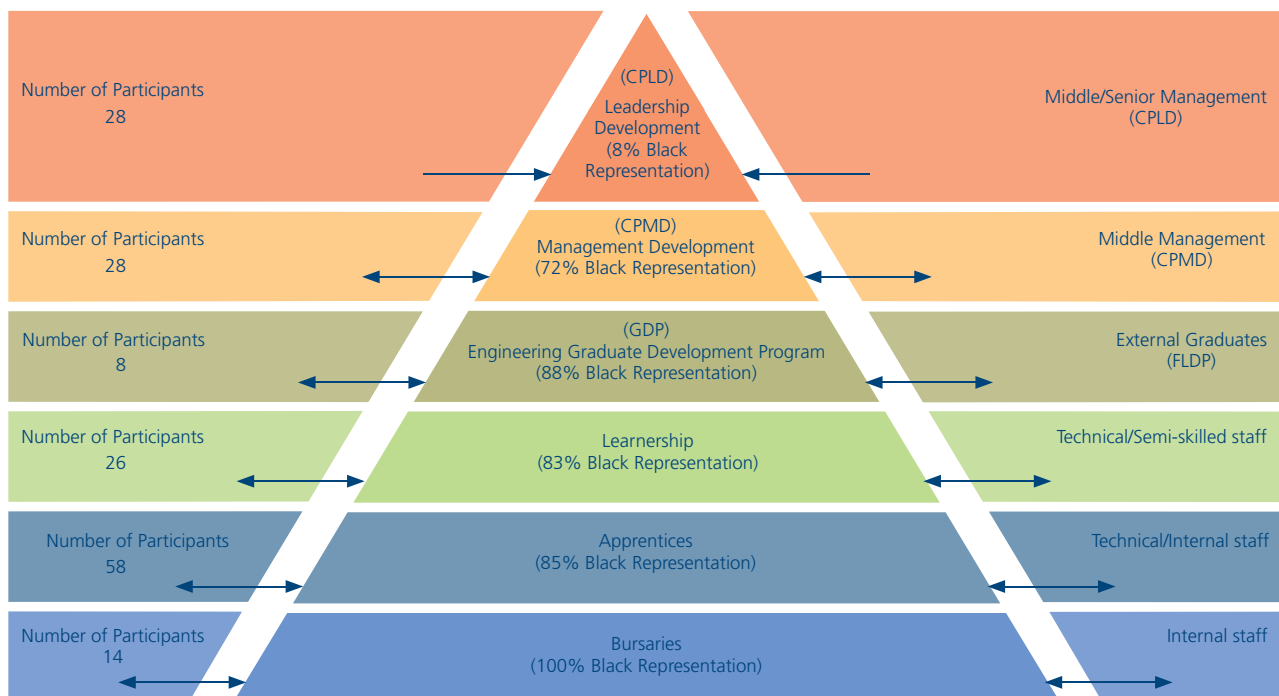 Number of Participants
28
(CPLD)
Leadership
Development
(8% Black
Representation)
Middle/Senior Management
(CPLD)
Number of Participants
28
(CPMD)
Management Development
(72% Black Representation)
Middle Management
(CPMD)
Number of Participants
8
(GDP)
Engineering Graduate Development Program
(88% Black Representation)
External Graduates
(FLDP)
Number of Participants
26
Learnership
(83% Black Representation)
Technical/Semi-skilled staff
Number of Participants
58
Apprentices
(85% Black Representation)
Technical/Internal staff
Number of Participants
14
Bursaries
(100% Black Representation)
Internal staff